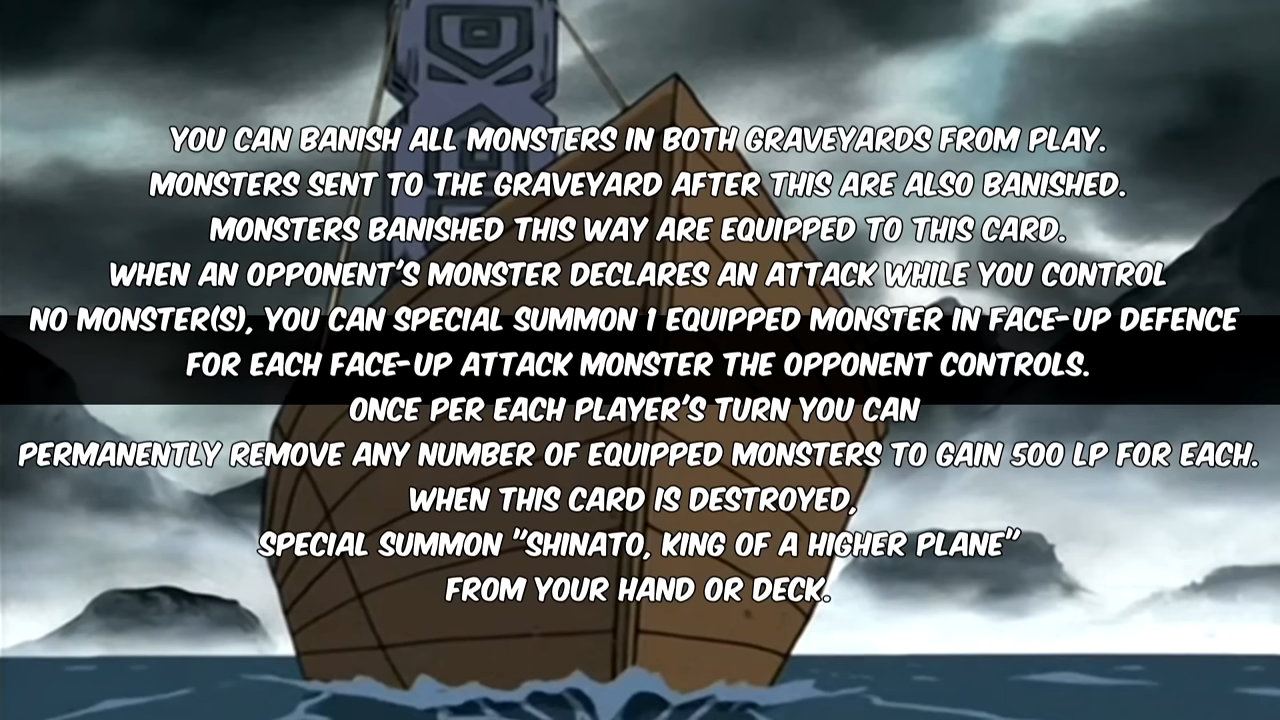 YOU CAN BANISH ALL MONSTERS IN BOTH GRAVEYARDS FROM PLAY.
MONSTERS SENT TO THE GRAVEYARD AFTER THIS ARE ALSO BANISHED.
MONSTERS BANISHED THIS WAY ARE EQUIPPED TO THIS CARD.
WHEN AN OPPONENT'S MONSTER DECLARES AN ATTACK WHILE YOU CONTROL
NO MONSTER(S), YOU CAN SPECIAL SUMMON 1 EQUIPPED MONSTER IN FACE-UP DEFENCE
FOR EACH FACE-UP ATTACK MONSTER THE OPPONENT CONTROLS.
ONCE PER EACH PLAYER'S TURN YOU CAN
PERMANENTLY REMOVE ANY NUMBER OF EQUIPPED MONSTERS TO GAIN 500 LP FOR EACH.
WHEN THIS CARD IS DESTROYED,
SPECIAL SUMMON "SHINATO, KING OF A HIGHER PLANE"
FROM YOUR HAND OR DECK.